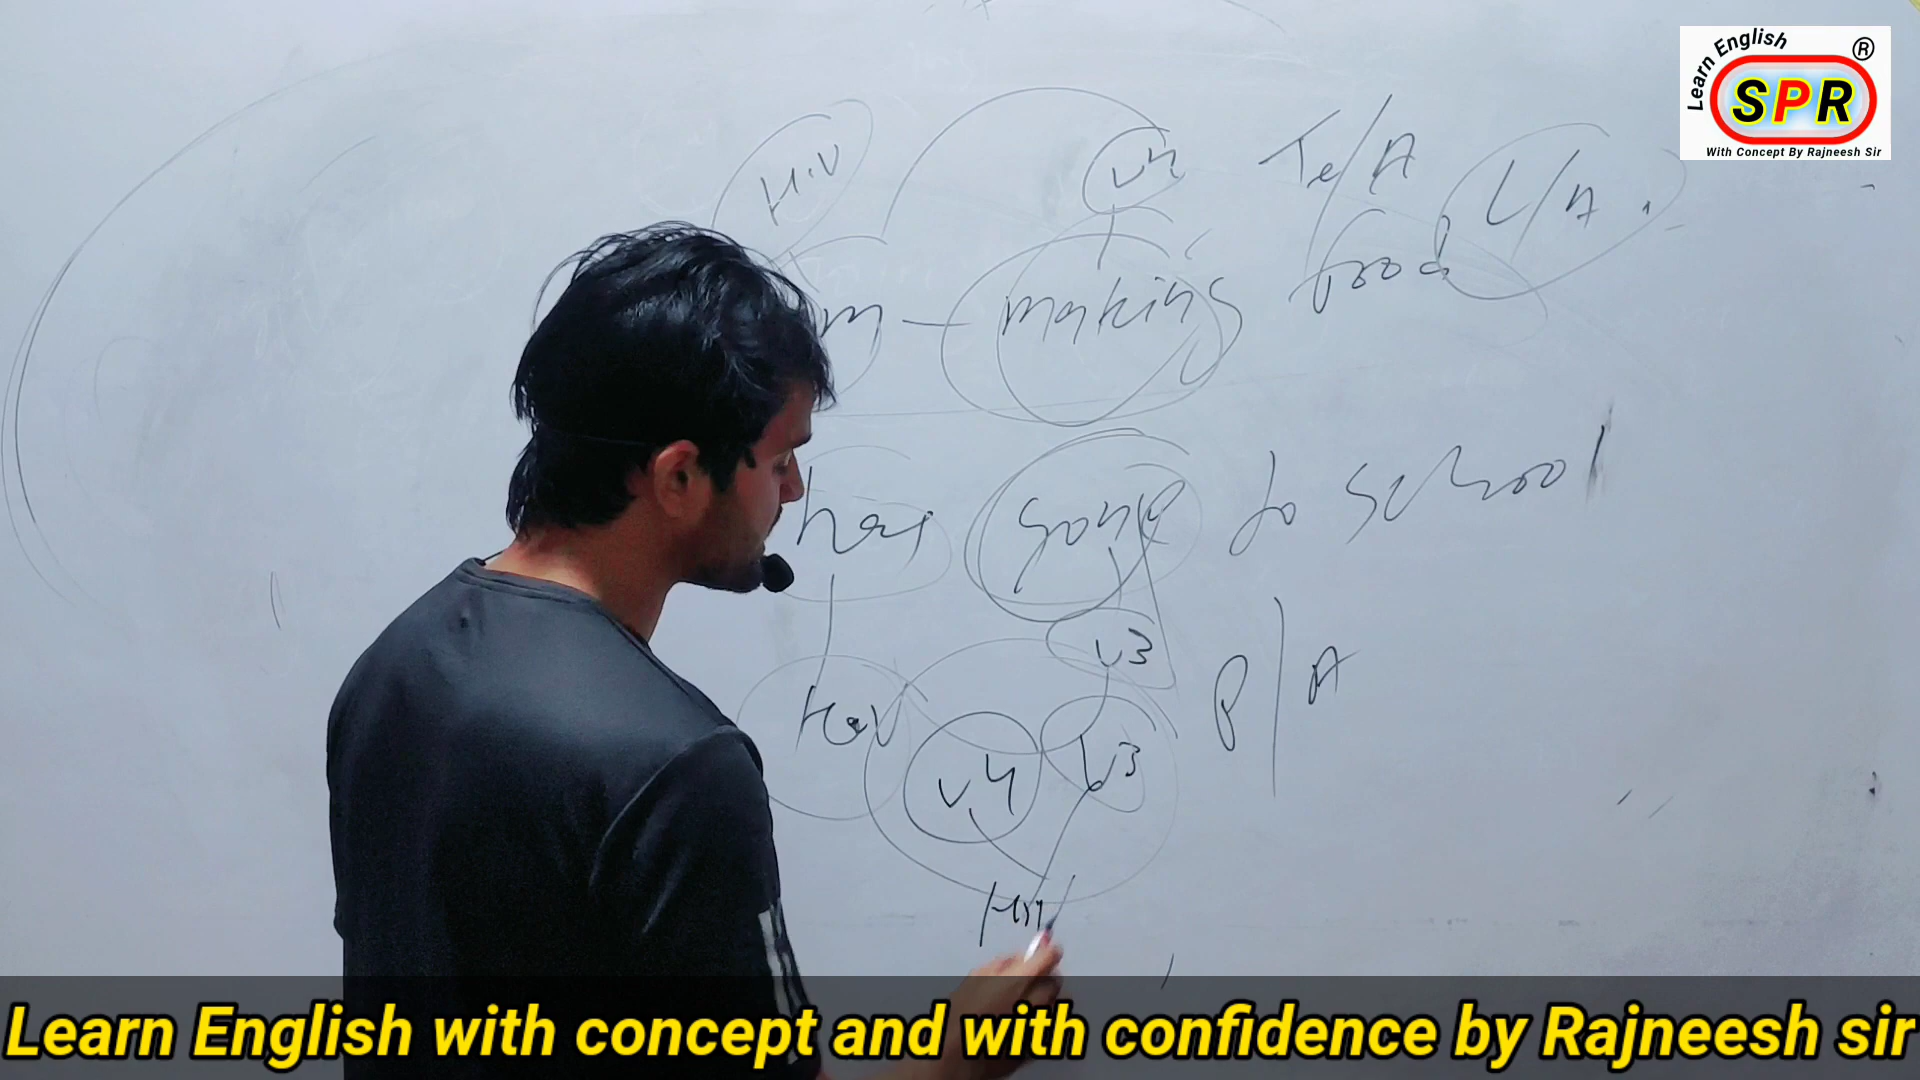 Learn English ®
SPR
With Concept By Rajneesh Sir
H.V V4 Te/A L/A.
m - making food
has gone to school
V3
HeV V4 V3 P/A
Learn English with concept and with confidence by Rajneesh sir